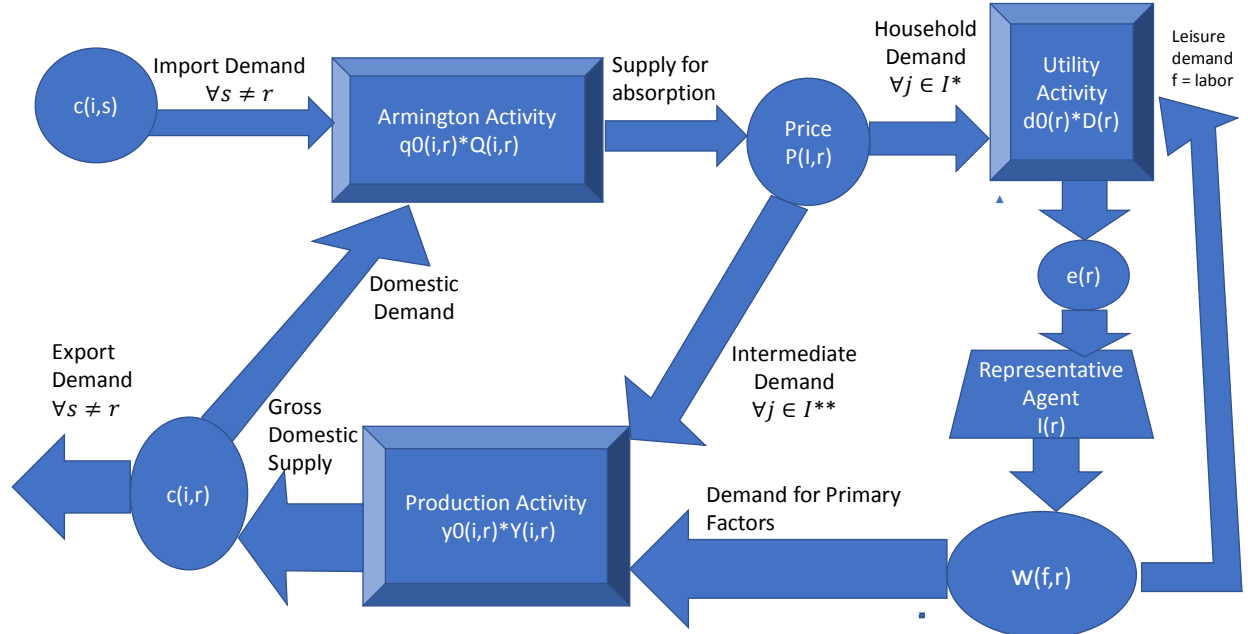 c(i,s)
Import Demand
∀s ≠ r
Armington Activity
q0(i,r)*Q(i,r)
Supply for
absorption
Price
P(I,r)
Household
Demand
∀j ∈ I*
Utility
Activity
d0(r)*D(r)
Leisure
demand
f = labor
Domestic
Demand
e(r)
Export
Demand
∀s ≠ r
Gross
Domestic
Supply
Intermediate
Demand
∀j ∈ I**
Representative
Agent
I(r)
c(i,r)
Production Activity
y0(i,r)*Y(i,r)
Demand for Primary
Factors
W(f,r)